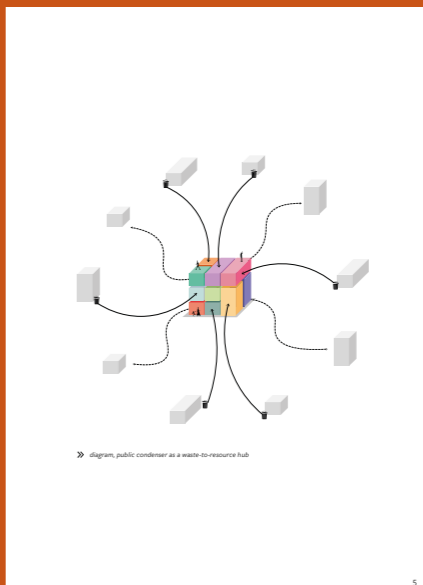 » diagram, public condenser as a waste-to-resource hub
5